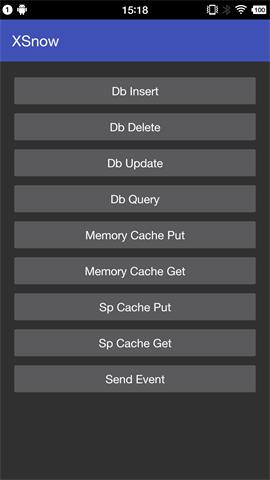 1
15:18
100
XSnow
Db Insert
Db Delete
Db Update
Db Query
Memory Cache Put
Memory Cache Get
Sp Cache Put
Sp Cache Get
Send Event